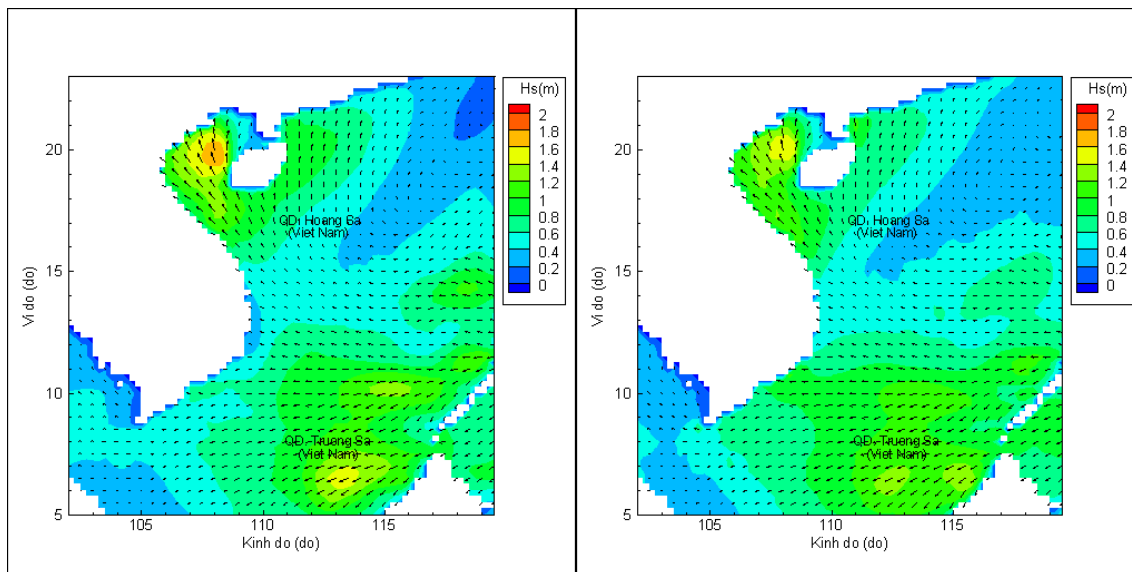 Hs(m)
2
1.8
1.6
1.4
1.2
1
0.8
0.6
0.4
0.2
0
20
15
10
5
Vi do (do)
105
110
115
Kinh do (do)
QD. Hoang Sa
(Viet Nam)
QD. Truong Sa
(Viet Nam)
Hs(m)
2
1.8
1.6
1.4
1.2
1
0.8
0.6
0.4
0.2
0
20
15
10
5
Vi do (do)
105
110
115
Kinh do (do)
QD. Hoang Sa
(Viet Nam)
QD. Truong Sa
(Viet Nam)